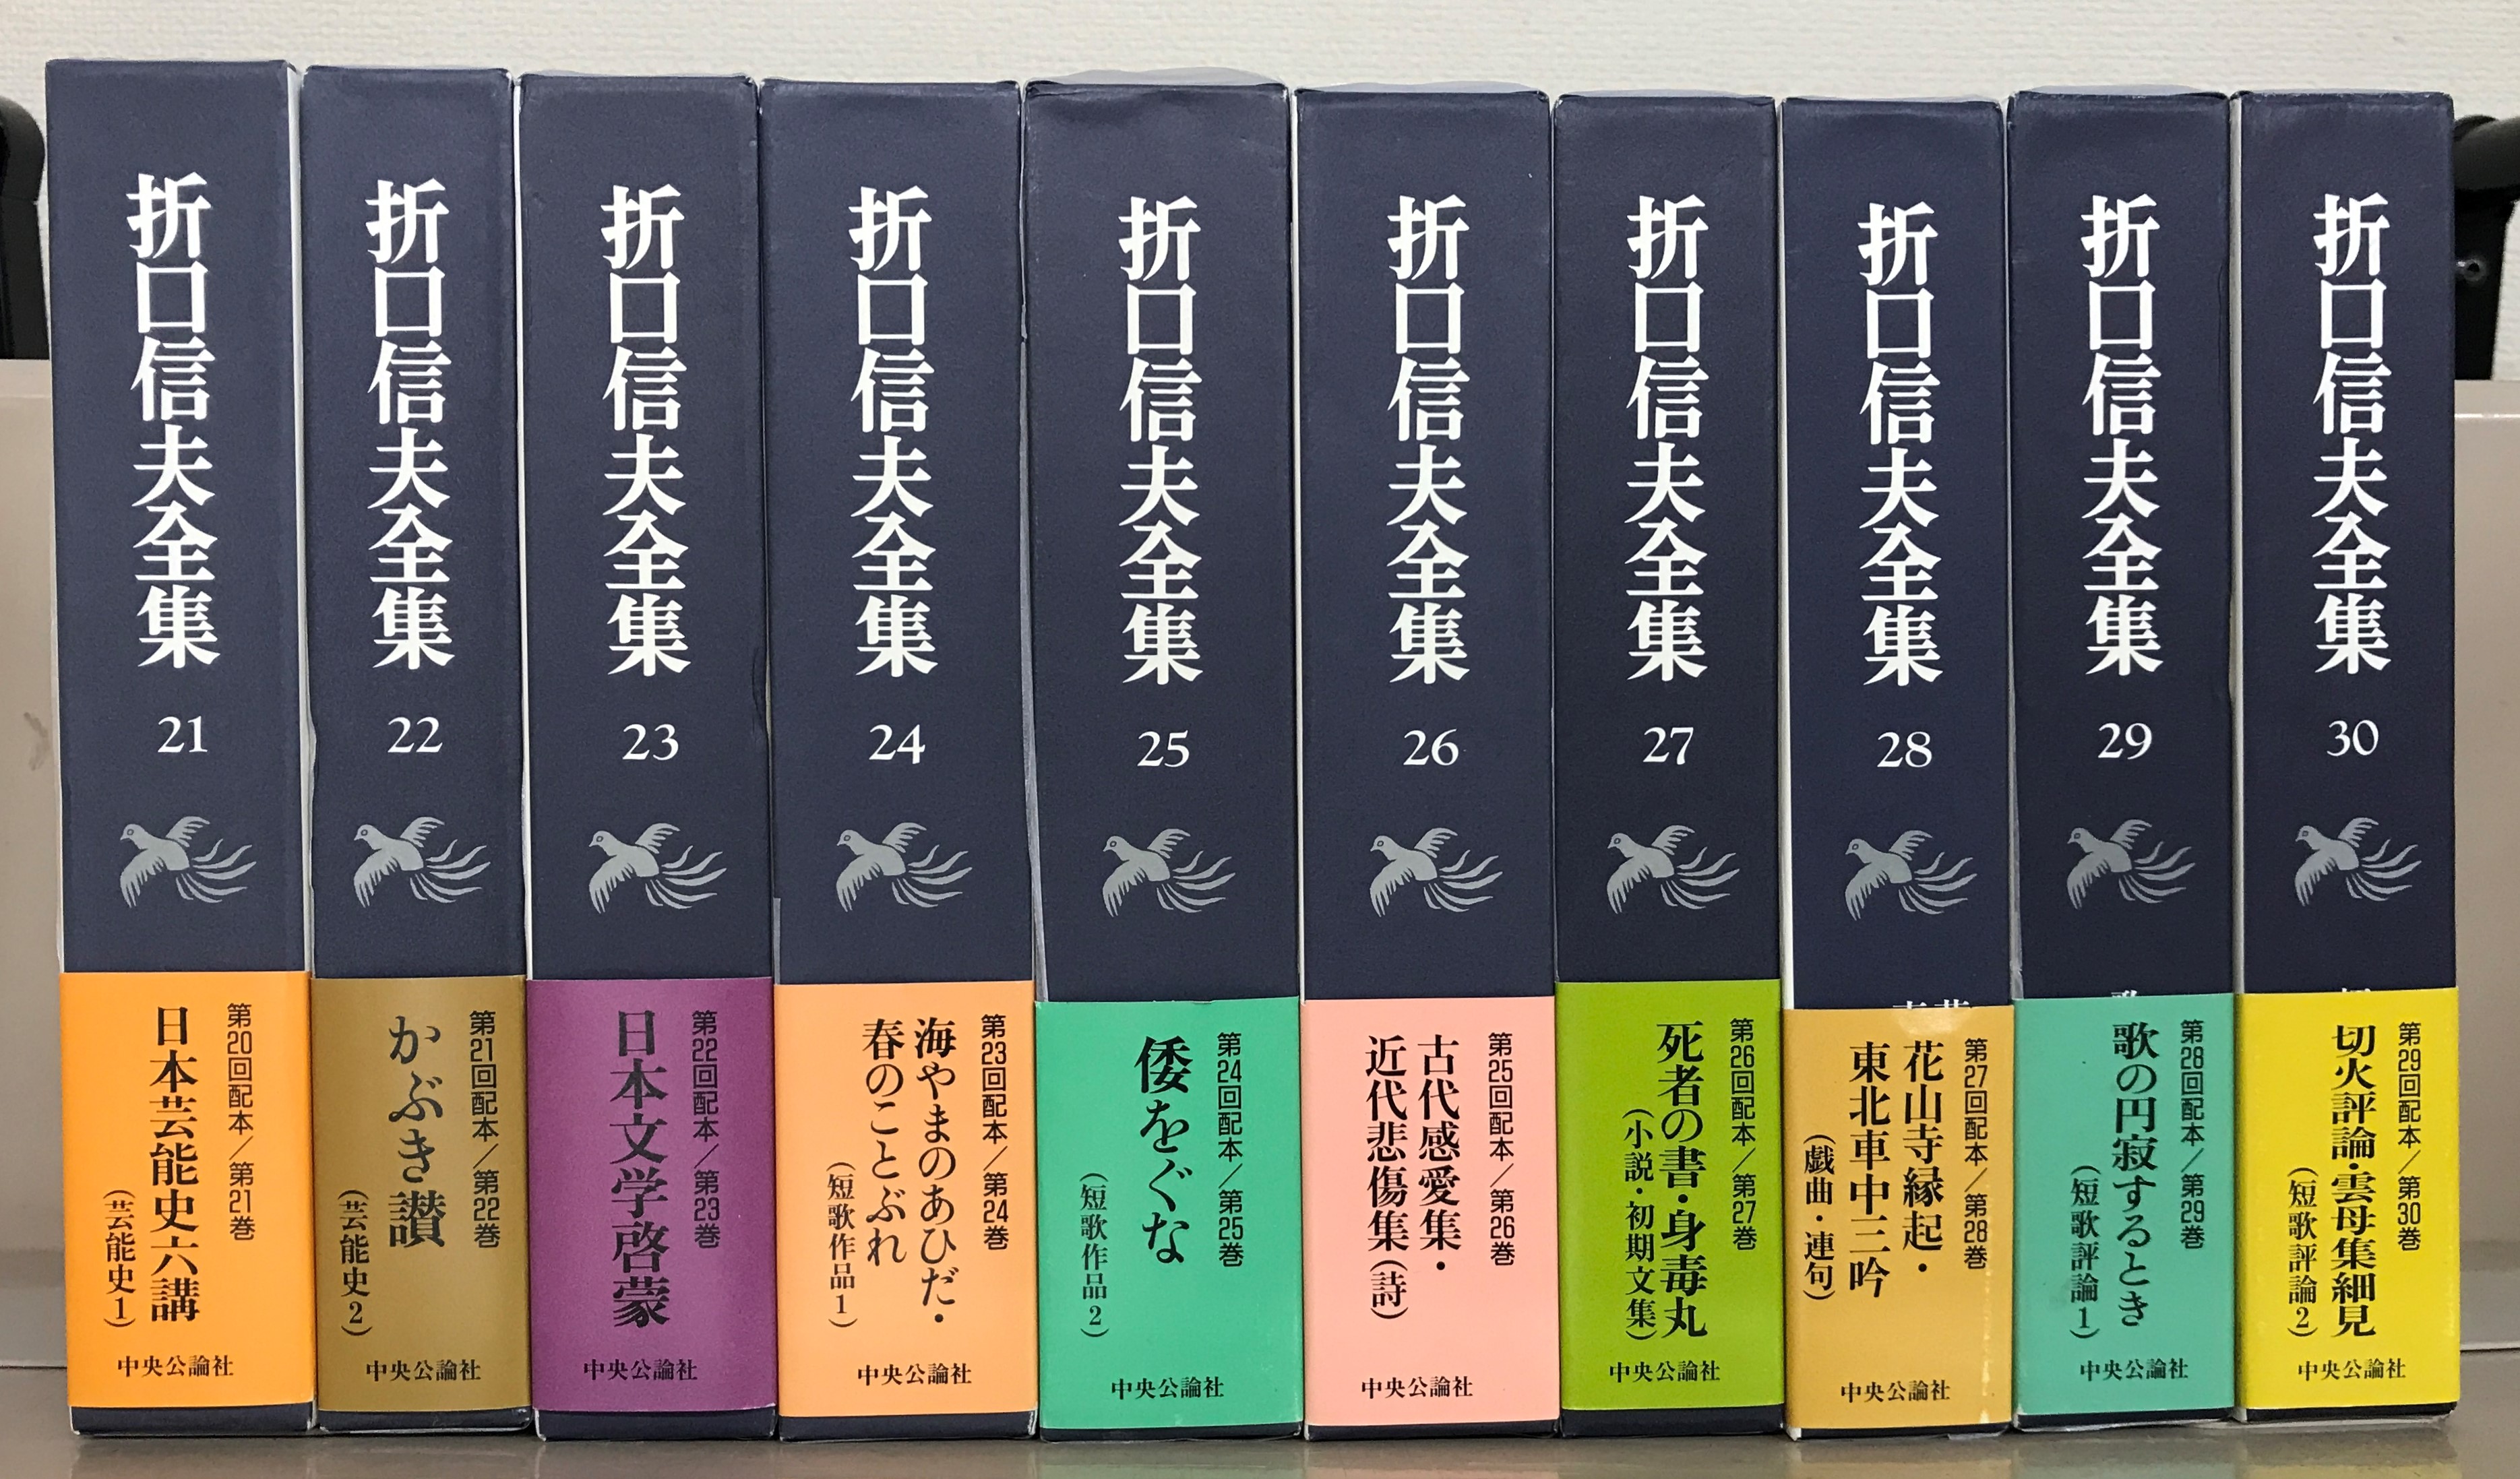 折口信夫全集
21
第20回配本／第21巻
日本芸能史六講
(芸能史1)
中央公論社
折口信夫全集
22
第21回配本／第22巻
かぶき讃
(芸能史2)
中央公論社
折口信夫全集
23
第22回配本／第23巻
日本文学啓蒙
中央公論社
折口信夫全集
24
第23回配本／第24巻
海やまのあひだ・
春のことぶれ
(短歌作品1)
中央公論社
折口信夫全集
25
第24回配本／第25巻
倭をぐな
(短歌作品2)
中央公論社
折口信夫全集
26
第25回配本／第26巻
古代感愛集・
近代悲傷集(詩)
中央公論社
折口信夫全集
27
第26回配本／第27巻
死者の書・身毒丸
(小説・初期文集)
中央公論社
折口信夫全集
28
第27回配本／第28巻
花山寺縁起・
東北車中三吟
(戯曲・連句)
中央公論社
折口信夫全集
29
第28回配本／第29巻
歌の円寂するとき
(短歌評論1)
中央公論社
折口信夫全集
30
第29回配本／第30巻
切火評論・雲母集細見
(短歌評論2)
中央公論社